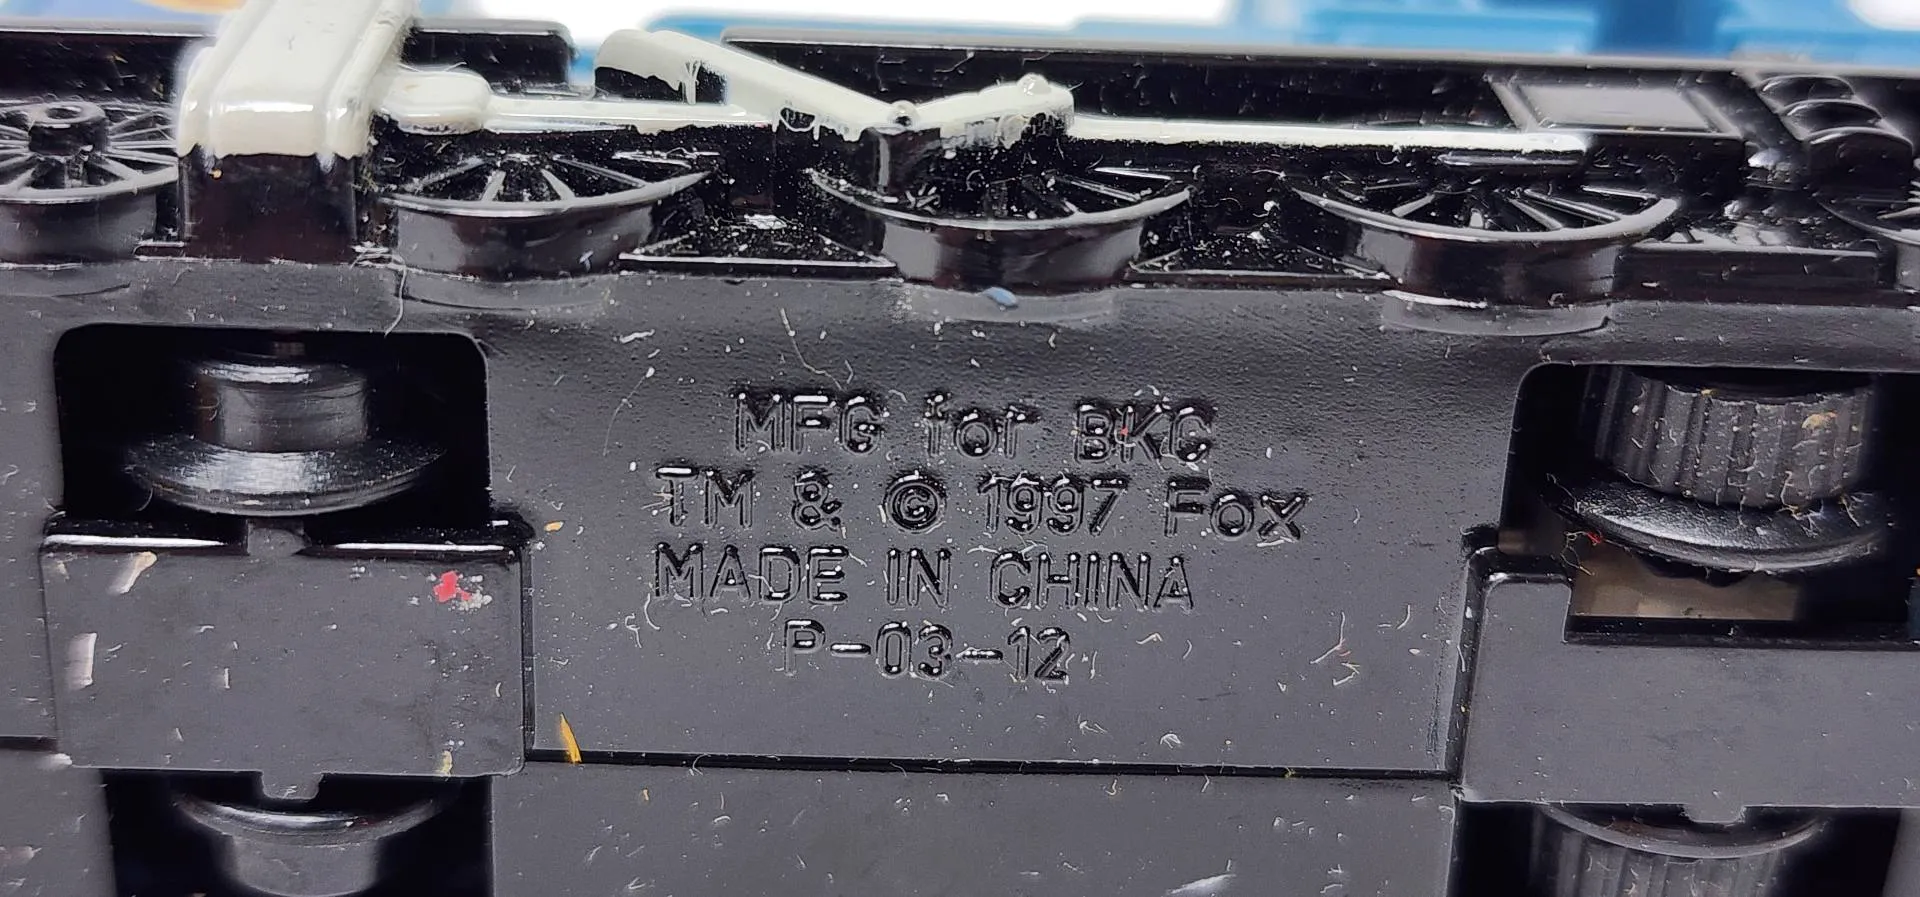 MFG for BKC
TM & © 1997 Fox
MADE IN CHINA
P-03-12